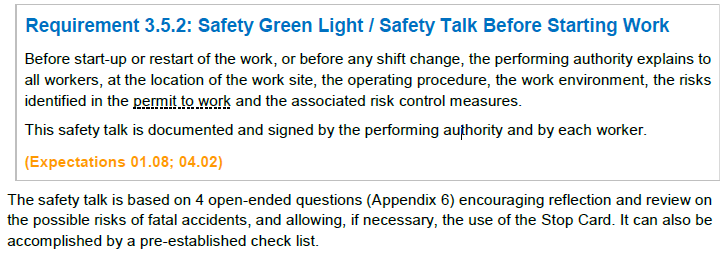 Requirement 3.5.2: Safety Green Light / Safety Talk Before Starting Work
Before start-up or restart of the work, or before any shift change, the performing authority explains to
all workers, at the location of the work site, the operating procedure, the work environment, the risks
identified in the permit to work and the associated risk control measures.
This safety talk is documented and signed by the performing authority and by each worker.
(Expectations 01.08; 04.02)
The safety talk is based on 4 open-ended questions (Appendix 6) encouraging reflection and review on
the possible risks of fatal accidents, and allowing, if necessary, the use of the Stop Card. It can also be
accomplished by a pre-established check list.